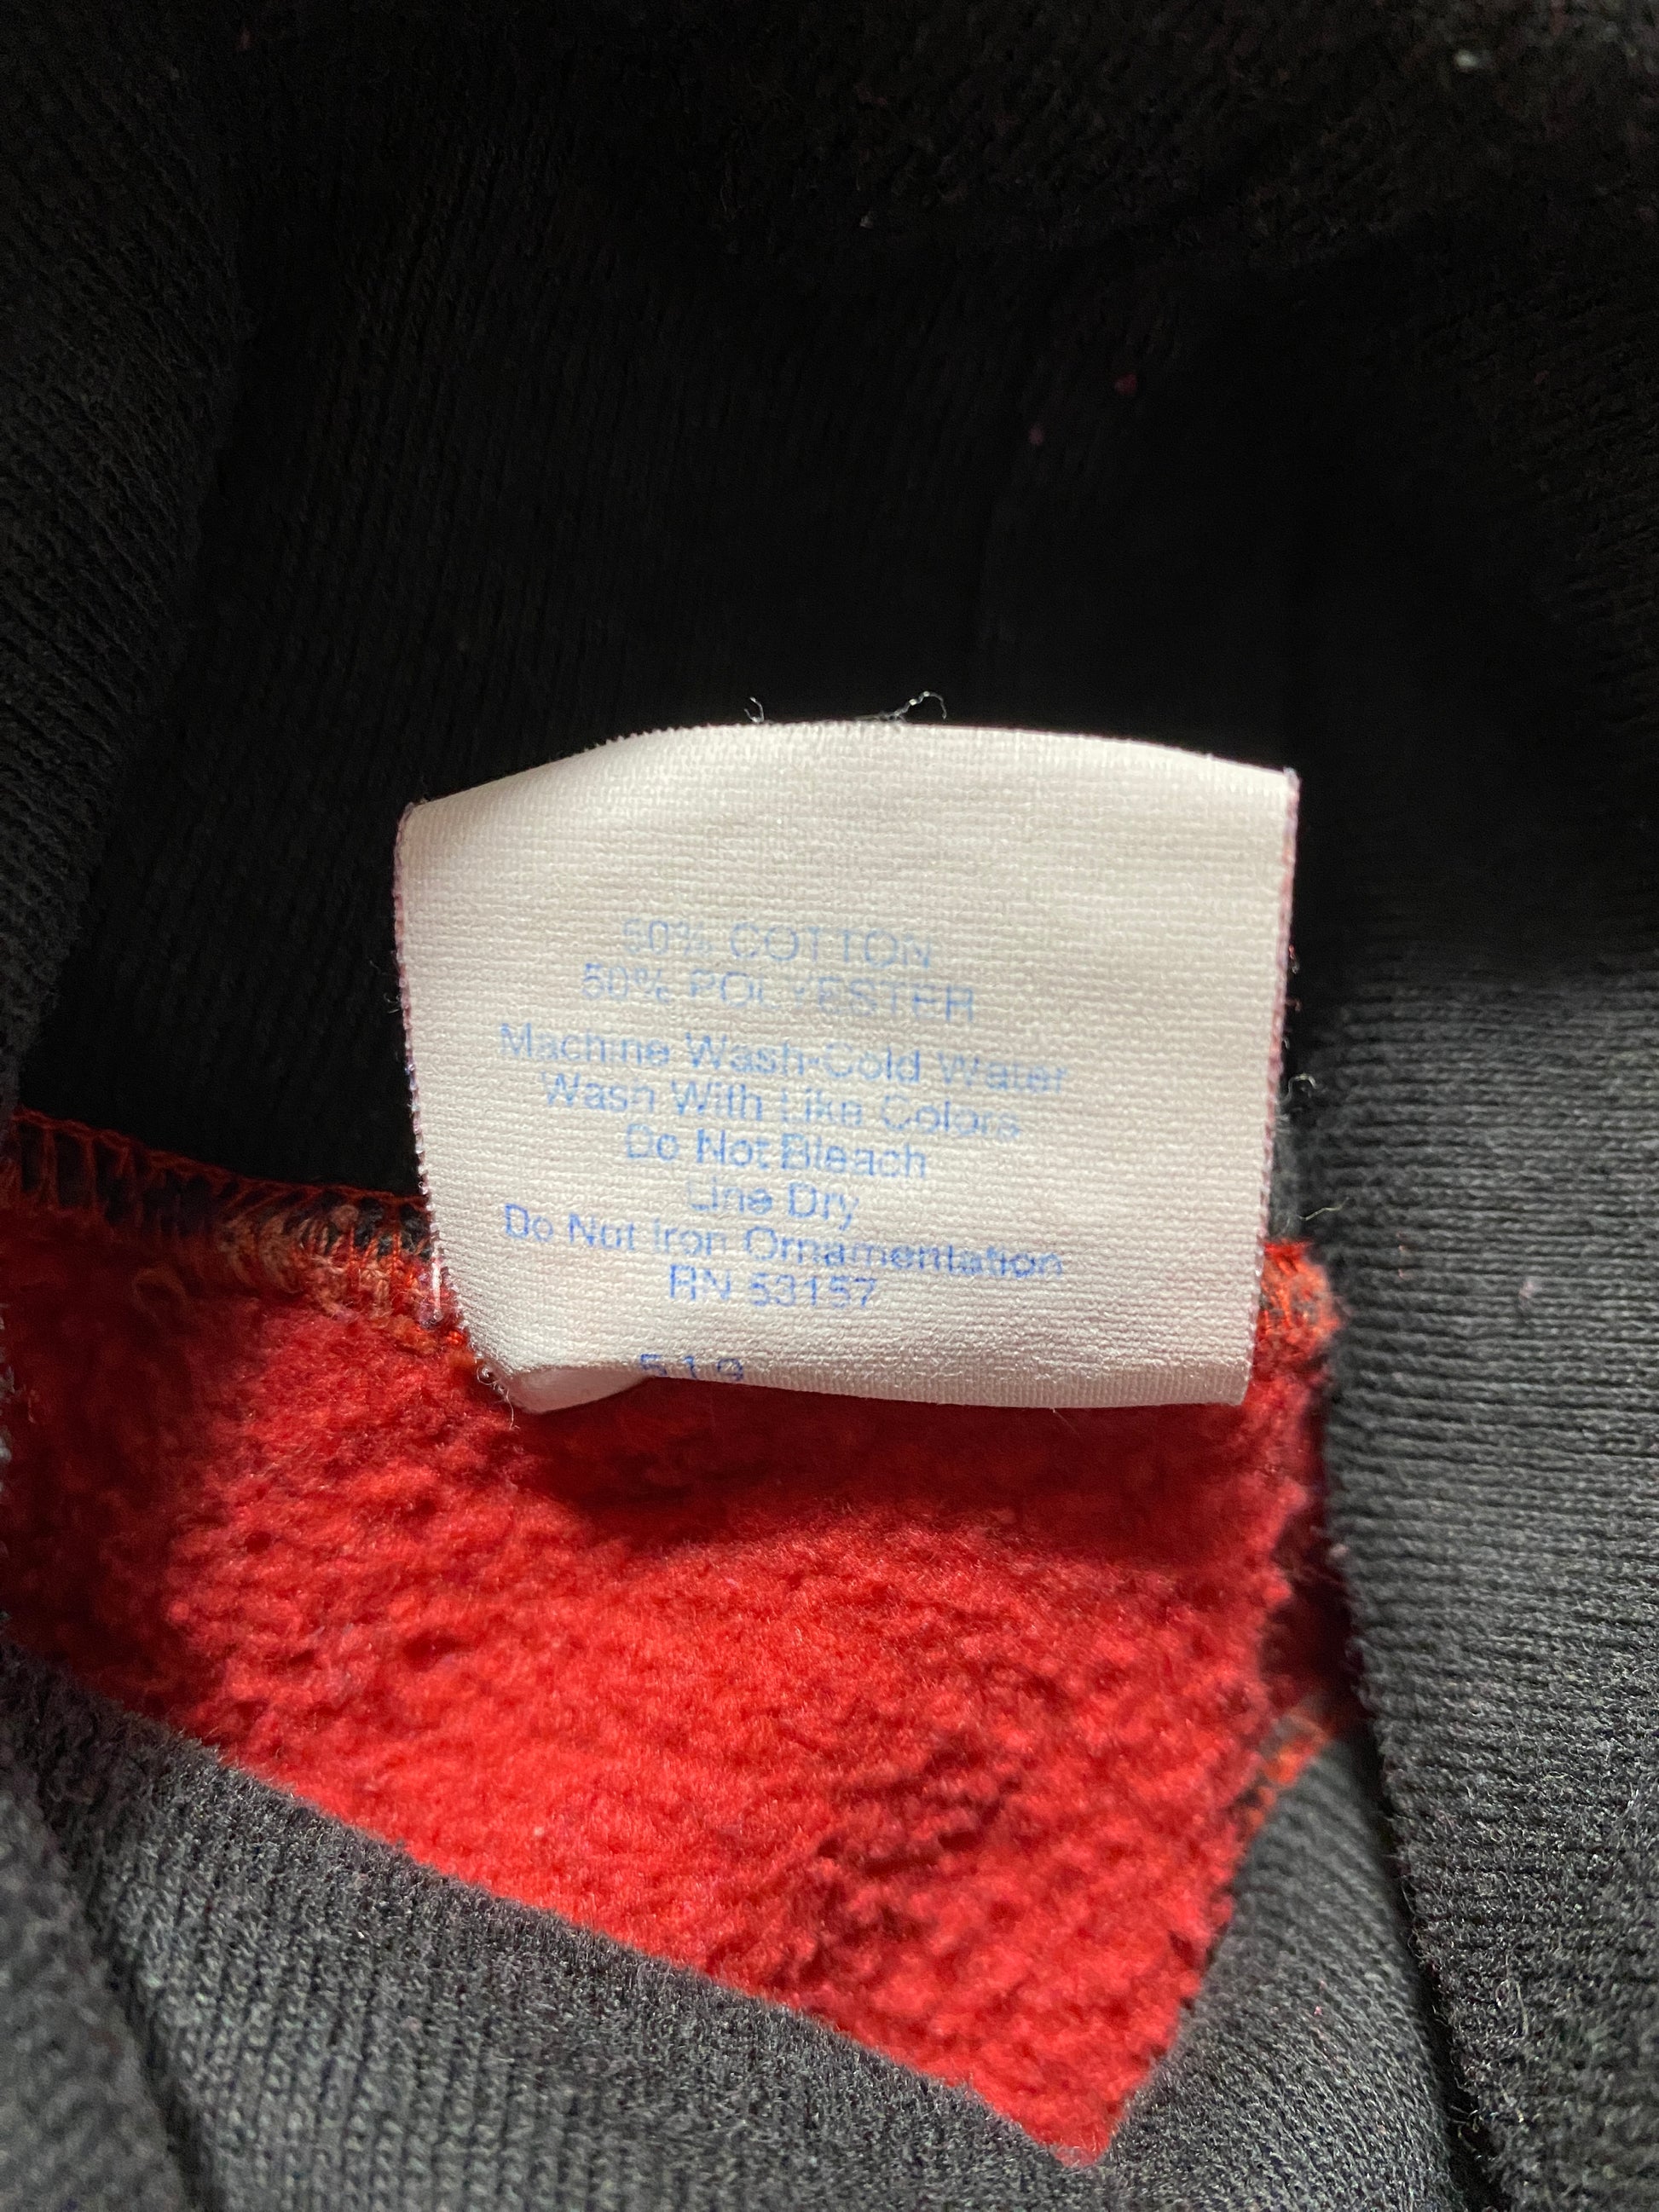 50% COTTON
50% POLYESTER
Machine Wash-Cold Water
Wash With Like Colors
Do Not Bleach
Line Dry
Do Not Iron Ornamentation
RN 53157
519